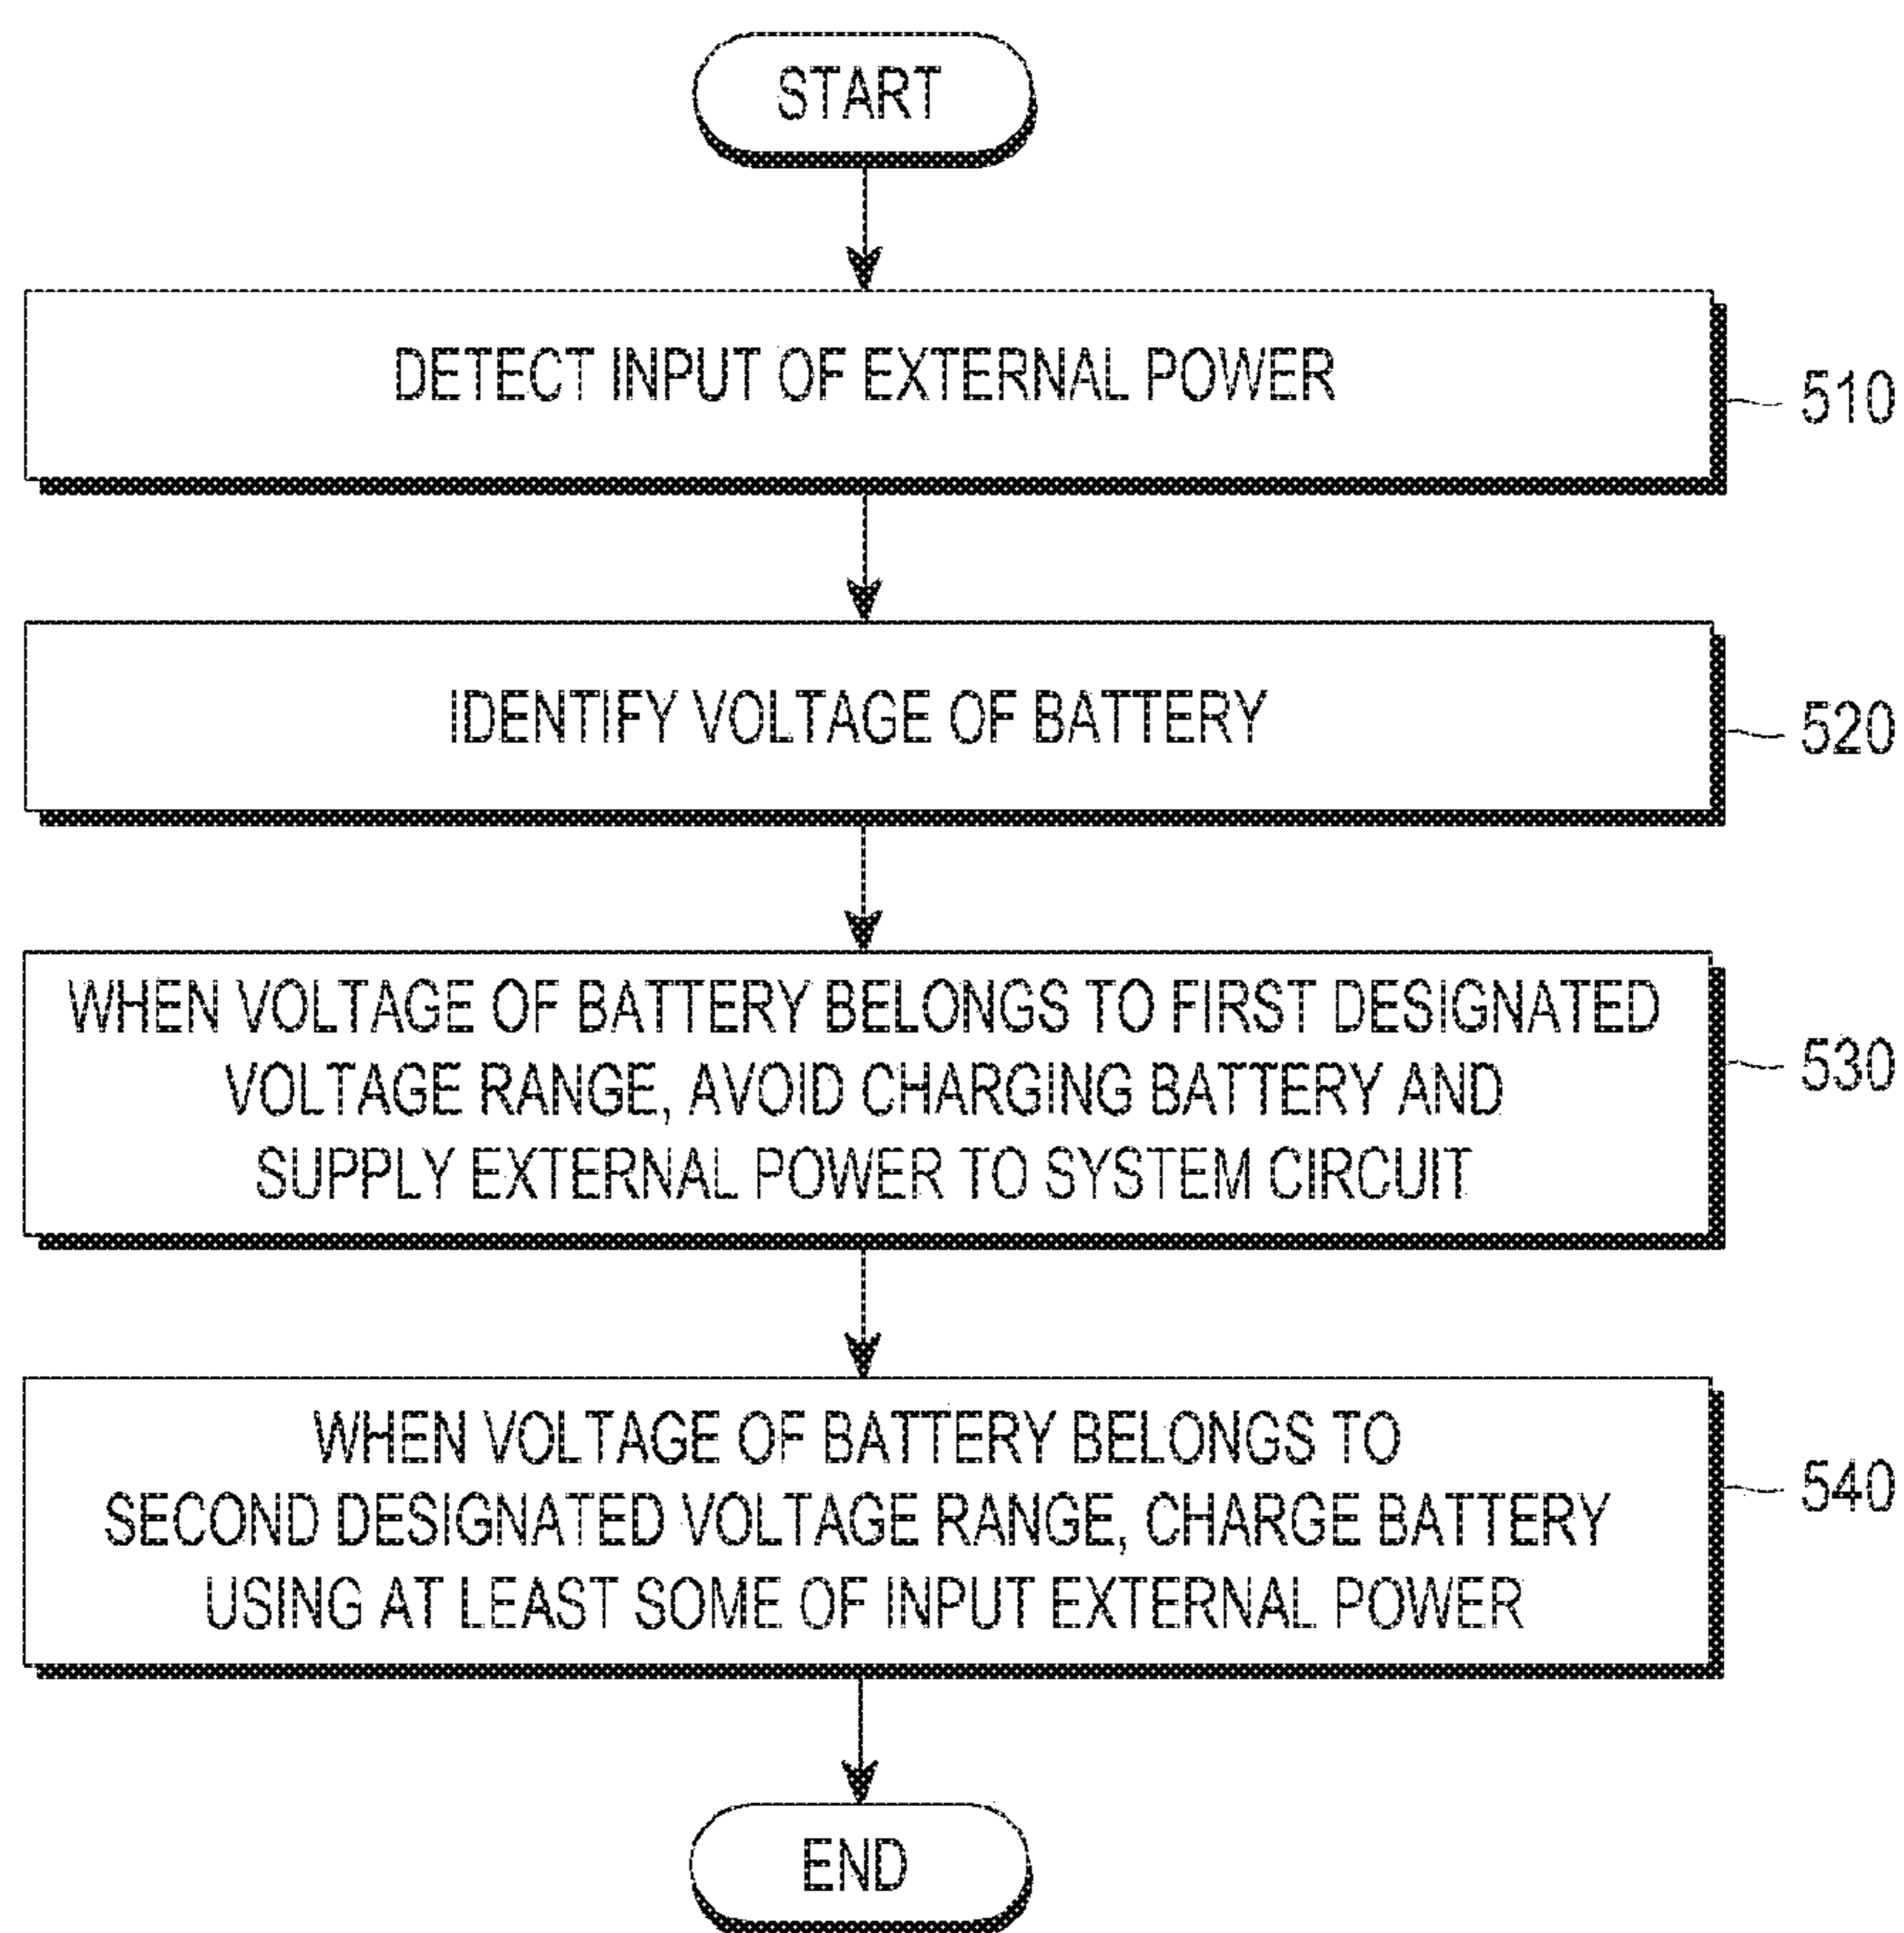 START
DETECT INPUT OF EXTERNAL POWER
510
IDENTIFY VOLTAGE OF BATTERY
520
WHEN VOLTAGE OF BATTERY BELONGS TO FIRST DESIGNATED
VOLTAGE RANGE, AVOID CHARGING BATTERY AND
SUPPLY EXTERNAL POWER TO SYSTEM CIRCUIT
530
WHEN VOLTAGE OF BATTERY BELONGS TO
SECOND DESIGNATED VOLTAGE RANGE, CHARGE BATTERY
USING AT LEAST SOME OF INPUT EXTERNAL POWER
540
END